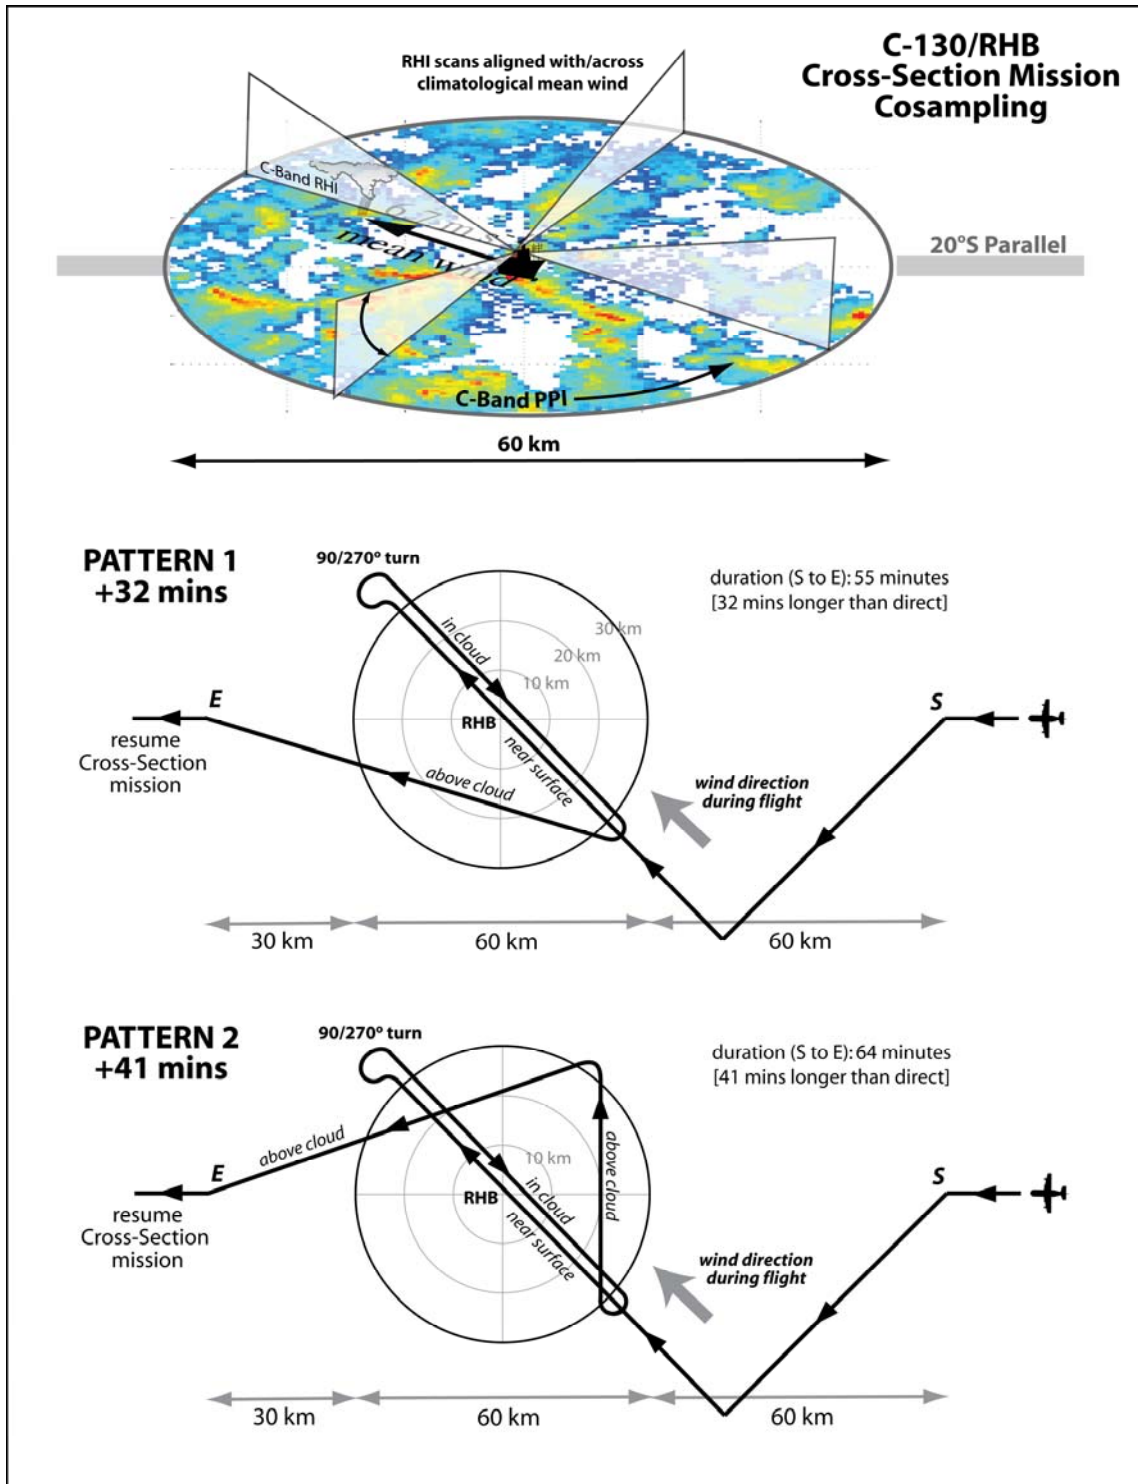 C-130/RHB
Cross-Section Mission
Cosampling
RHI scans aligned with/across
climatological mean wind
C-Band RHI
mean wind
20°S Parallel
C-Band PPI
60 km
PATTERN 1
+32 mins
90/270° turn
duration (S to E): 55 minutes
[32 mins longer than direct]
in cloud
30 km
20 km
10 km
E
S
RHB
resume
Cross-Section
mission
near surface
above cloud
wind direction
during flight
30 km
60 km
60 km
PATTERN 2
+41 mins
90/270° turn
duration (S to E): 64 minutes
[41 mins longer than direct]
above cloud
10 km
above cloud
E
S
RHB
in cloud
resume
Cross-Section
mission
near surface
wind direction
during flight
30 km
60 km
60 km